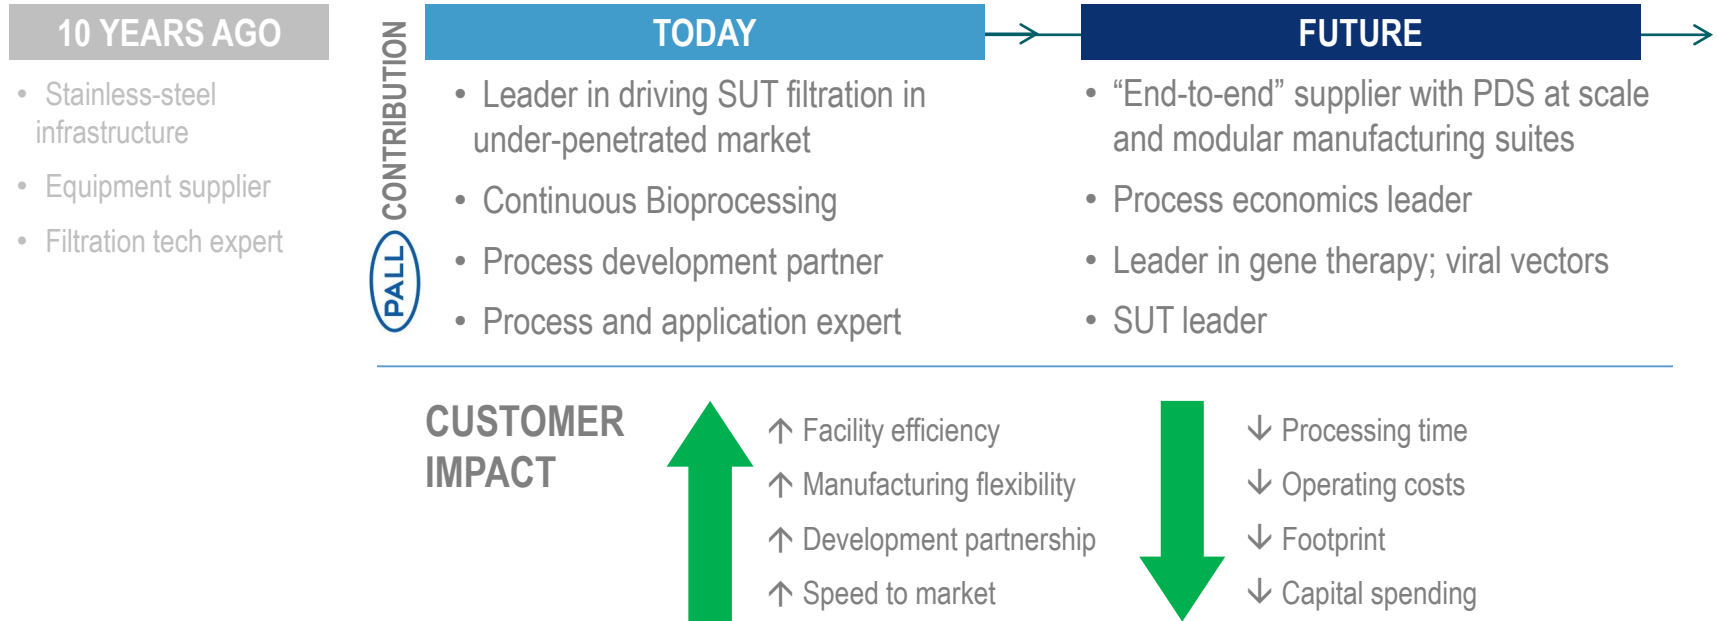 10 YEARS AGO
• Stainless-steel
infrastructure
• Equipment supplier
• Filtration tech expert
PALL CONTRIBUTION
TODAY
• Leader in driving SUT filtration in
under-penetrated market
• Continuous Bioprocessing
• Process development partner
• Process and application expert
FUTURE
• “End-to-end” supplier with PDS at scale
and modular manufacturing suites
• Process economics leader
• Leader in gene therapy; viral vectors
• SUT leader
CUSTOMER
IMPACT
↑ Facility efficiency
↑ Manufacturing flexibility
↑ Development partnership
↑ Speed to market
↓ Processing time
↓ Operating costs
↓ Footprint
↓ Capital spending